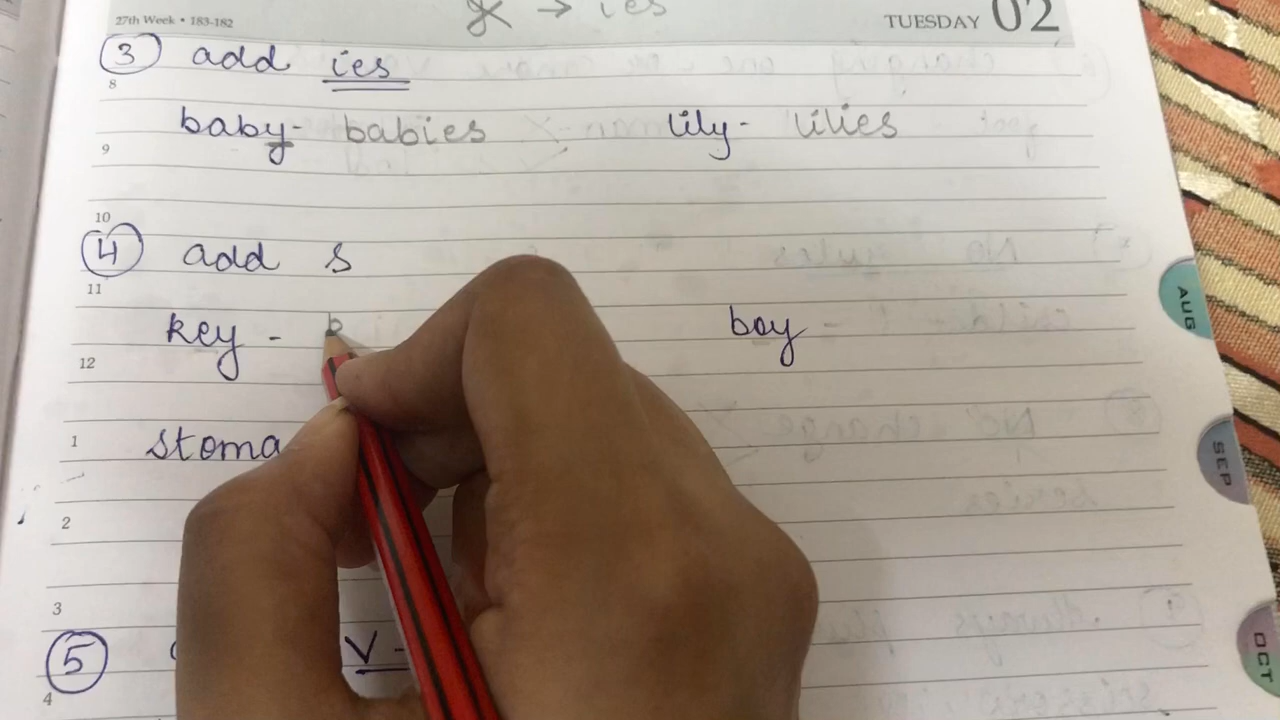 y → ies
27th Week • 183-182 TUESDAY 02
3 add ies
8
baby- babies lily- lilies
9
10
4 add s
11
key - boy
12
1 stoma
2
3
5 V -
4
AUG
SEP
OCT